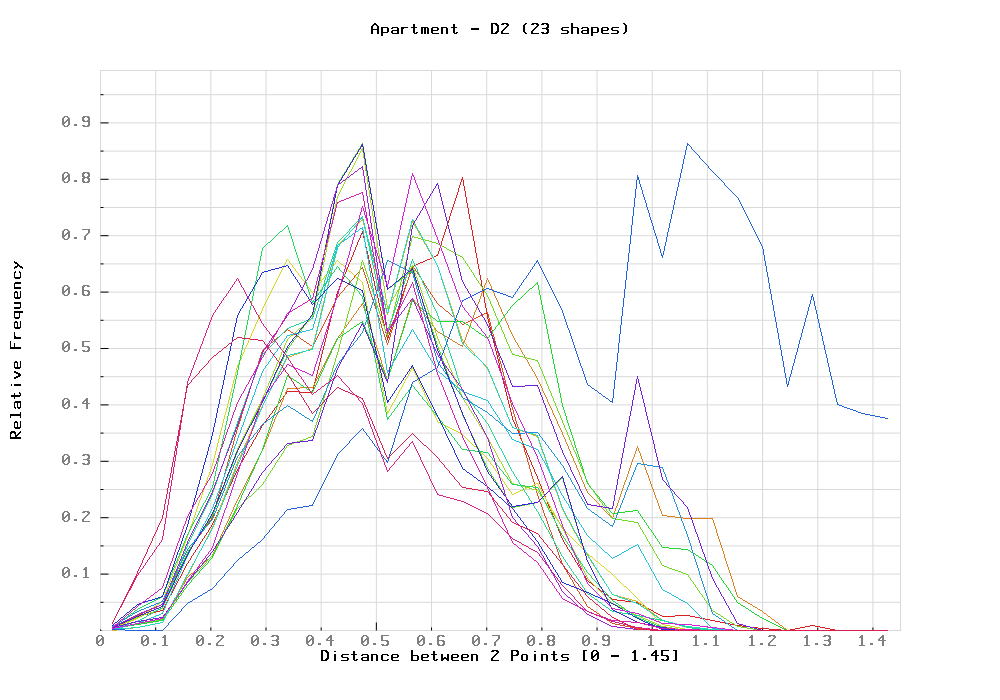 Apartment - D2 (23 shapes)
Relative Frequency
0.9
0.8
0.7
0.6
0.5
0.4
0.3
0.2
0.1
0 0.1 0.2 0.3 0.4 0.5 0.6 0.7 0.8 0.9 1 1.1 1.2 1.3 1.4
Distance between 2 Points [0 - 1.45]